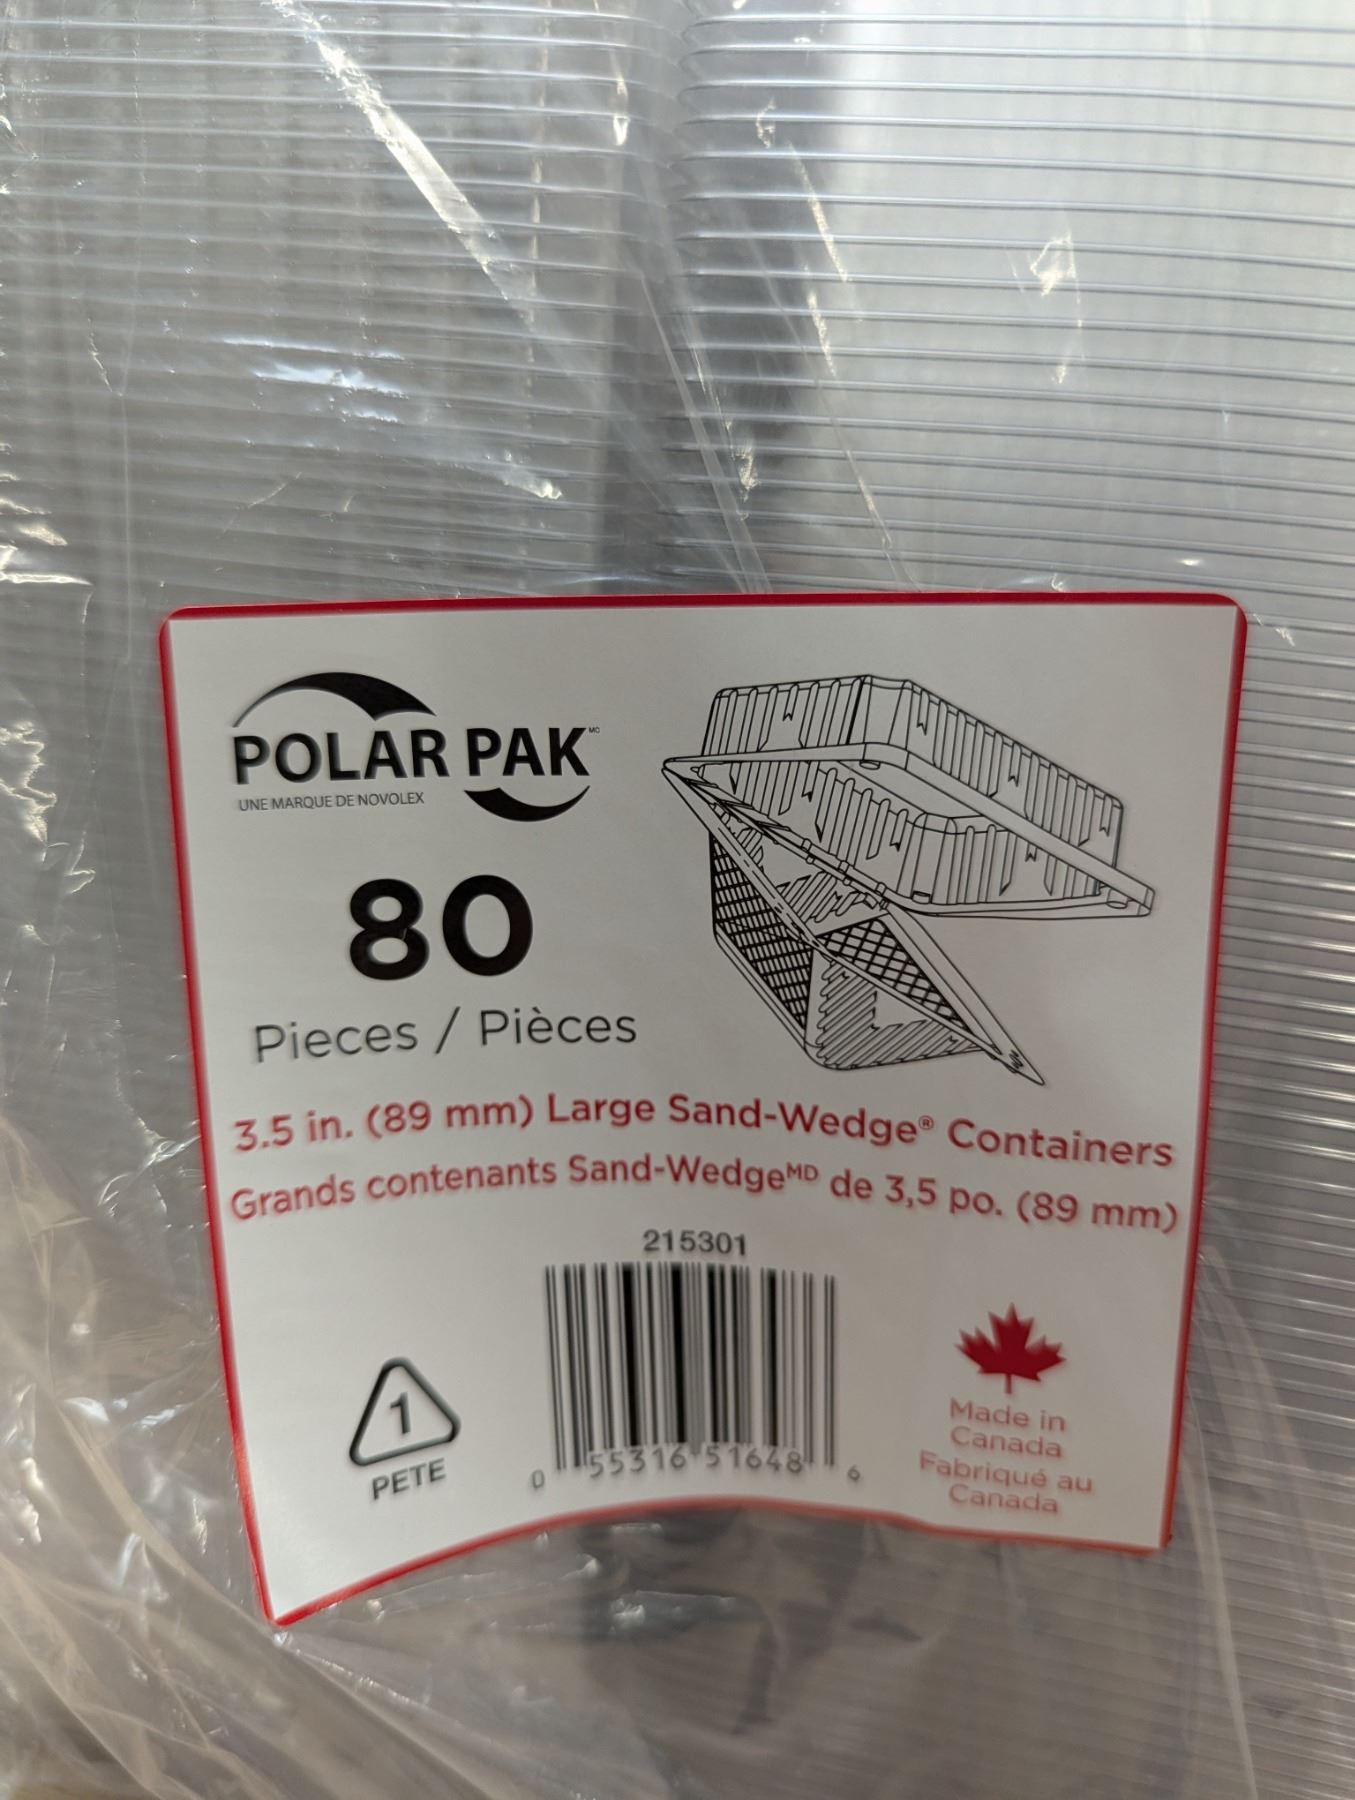 POLAR PAK MC
UNE MARQUE DE NOVOLEX
80
Pieces / Pièces
3.5 in. (89 mm) Large Sand-Wedge® Containers
Grands contenants Sand-Wedge MD de 3,5 po. (89 mm)
215301
1
PETE
0 55316 51648 6
Made in
Canada
Fabriqué au
Canada